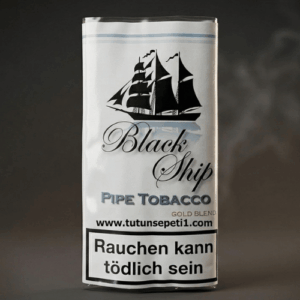 Black
Ship
PIPE TOBACCO
GOLD BLEND
www.tutunsepeti1.com
Rauchen kann
tödlich sein